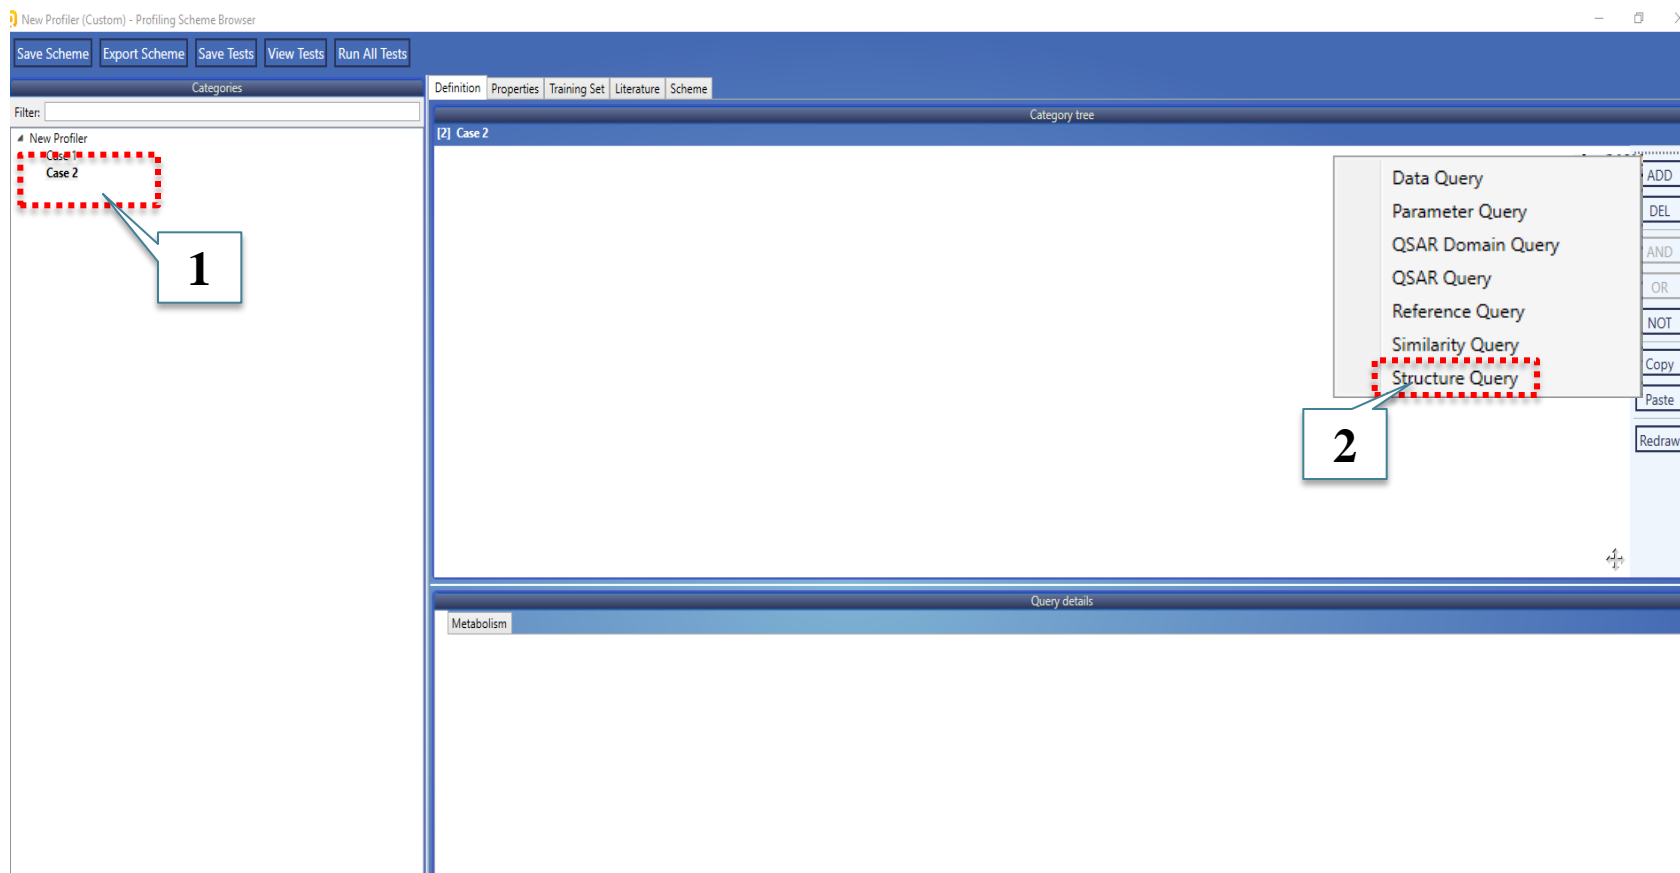 New Profiler (Custom) - Profiling Scheme Browser
Save Scheme Export Scheme Save Tests View Tests Run All Tests
Categories
Filter:
New Profiler
Case 1
Case 2
1
Definition Properties Training Set Literature Scheme
Category tree
[2] Case 2
Data Query
Parameter Query
QSAR Domain Query
QSAR Query
Reference Query
Similarity Query
Structure Query
2
ADD
DEL
AND
OR
NOT
Copy
Paste
Redraw
Query details
Metabolism